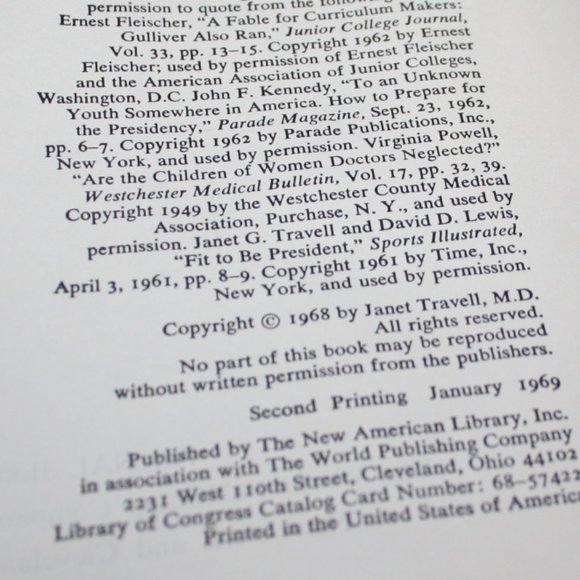 permission to quote from the following
Ernest Fleischer, “A Fable for Curriculum Makers:
Gulliver Also Ran,” Junior College Journal,
Vol. 33, pp. 13–15. Copyright 1962 by Ernest
Fleischer; used by permission of Ernest Fleischer
and the American Association of Junior Colleges,
Washington, D.C. John F. Kennedy, “To an Unknown
Youth Somewhere in America. How to Prepare for
the Presidency,” Parade Magazine, Sept. 23, 1962,
pp. 6–7. Copyright 1962 by Parade Publications, Inc.,
New York, and used by permission. Virginia Powell,
“Are the Children of Women Doctors Neglected?”
Westchester Medical Bulletin, Vol. 17, pp. 32, 39.
Copyright 1949 by the Westchester County Medical
Association, Purchase, N. Y., and used by
permission. Janet G. Travell and David D. Lewis,
“Fit to Be President,” Sports Illustrated,
April 3, 1961, pp. 8–9. Copyright 1961 by Time, Inc.,
New York, and used by permission.
Copyright © 1968 by Janet Travell, M.D.
All rights reserved.
No part of this book may be reproduced
without written permission from the publishers.
Second Printing January 1969
Published by The New American Library, Inc.
in association with The World Publishing Company
2231 West 110th Street, Cleveland, Ohio 44102
Library of Congress Catalog Card Number: 68-57422
Printed in the United States of America